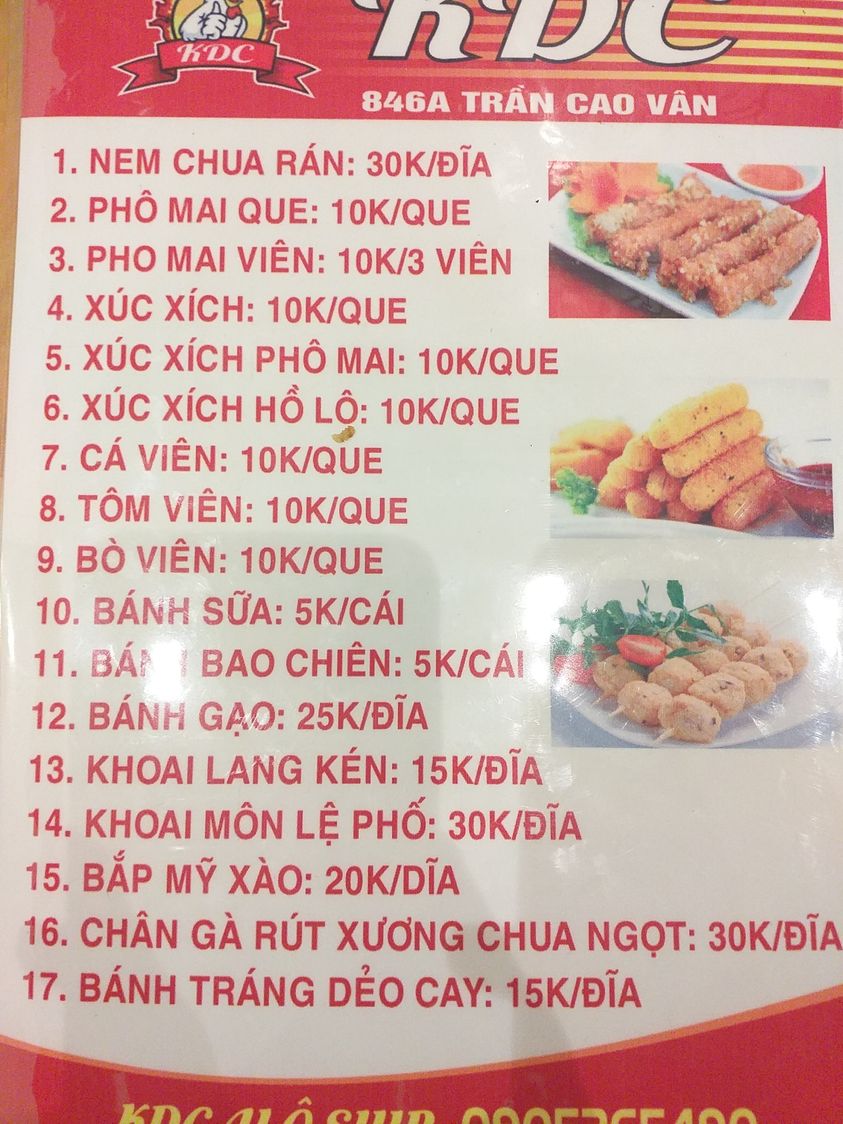 KDC
KDC
846A TRẦN CAO VÂN
1. NEM CHUA RÁN: 30K/ĐĨA
2. PHÔ MAI QUE: 10K/QUE
3. PHO MAI VIÊN: 10K/3 VIÊN
4. XÚC XÍCH: 10K/QUE
5. XÚC XÍCH PHÔ MAI: 10K/QUE
6. XÚC XÍCH HỒ LÔ: 10K/QUE
7. CÁ VIÊN: 10K/QUE
8. TÔM VIÊN: 10K/QUE
9. BÒ VIÊN: 10K/QUE
10. BÁNH SỮA: 5K/CÁI
11. BÁNH BAO CHIÊN: 5K/CÁI
12. BÁNH GẠO: 25K/ĐĨA
13. KHOAI LANG KÉN: 15K/ĐĨA
14. KHOAI MÔN LỆ PHỐ: 30K/ĐĨA
15. BẮP MỸ XÀO: 20K/DĨA
16. CHÂN GÀ RÚT XƯƠNG CHUA NGỌT: 30K/ĐĨA
17. BÁNH TRÁNG DẺO CAY: 15K/ĐĨA
KDC ALÔ SHIP